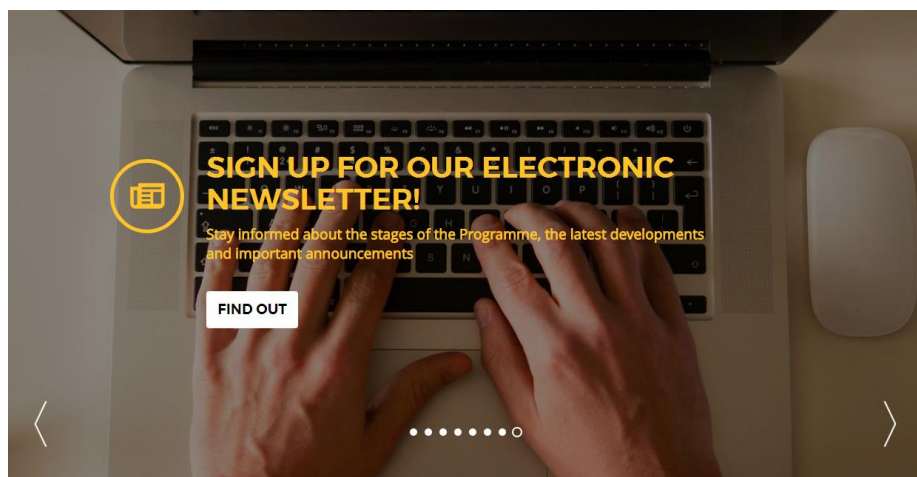 SIGN UP FOR OUR ELECTRONIC
NEWSLETTER!
Stay informed about the stages of the Programme, the latest developments
and important announcements
FIND OUT